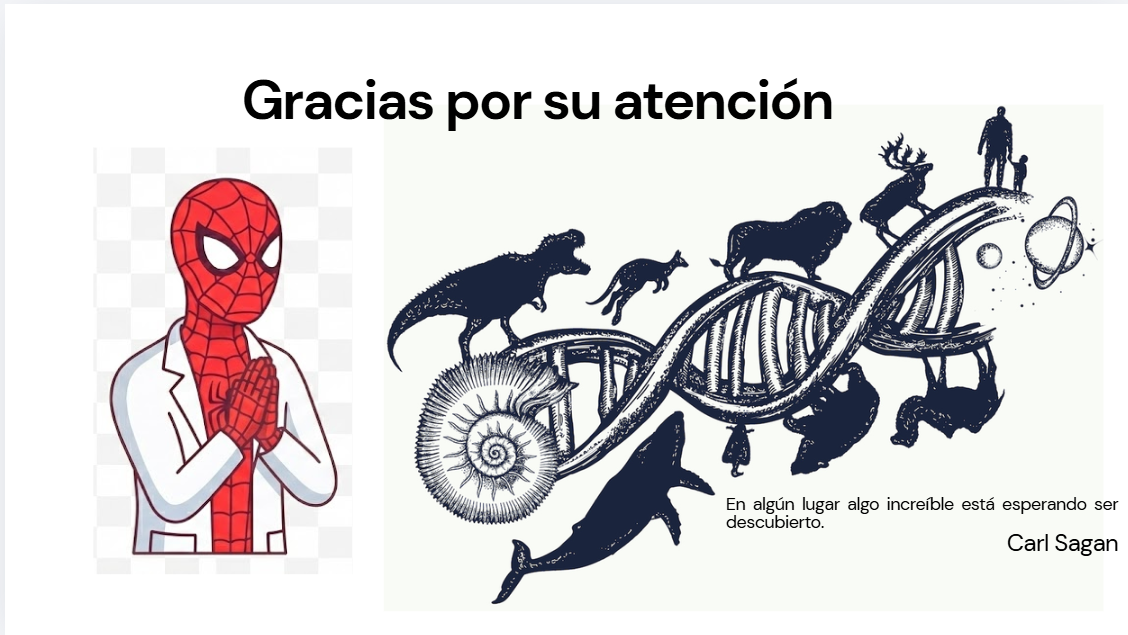 Gracias por su atención
En algún lugar algo increíble está esperando ser
descubierto.
Carl Sagan